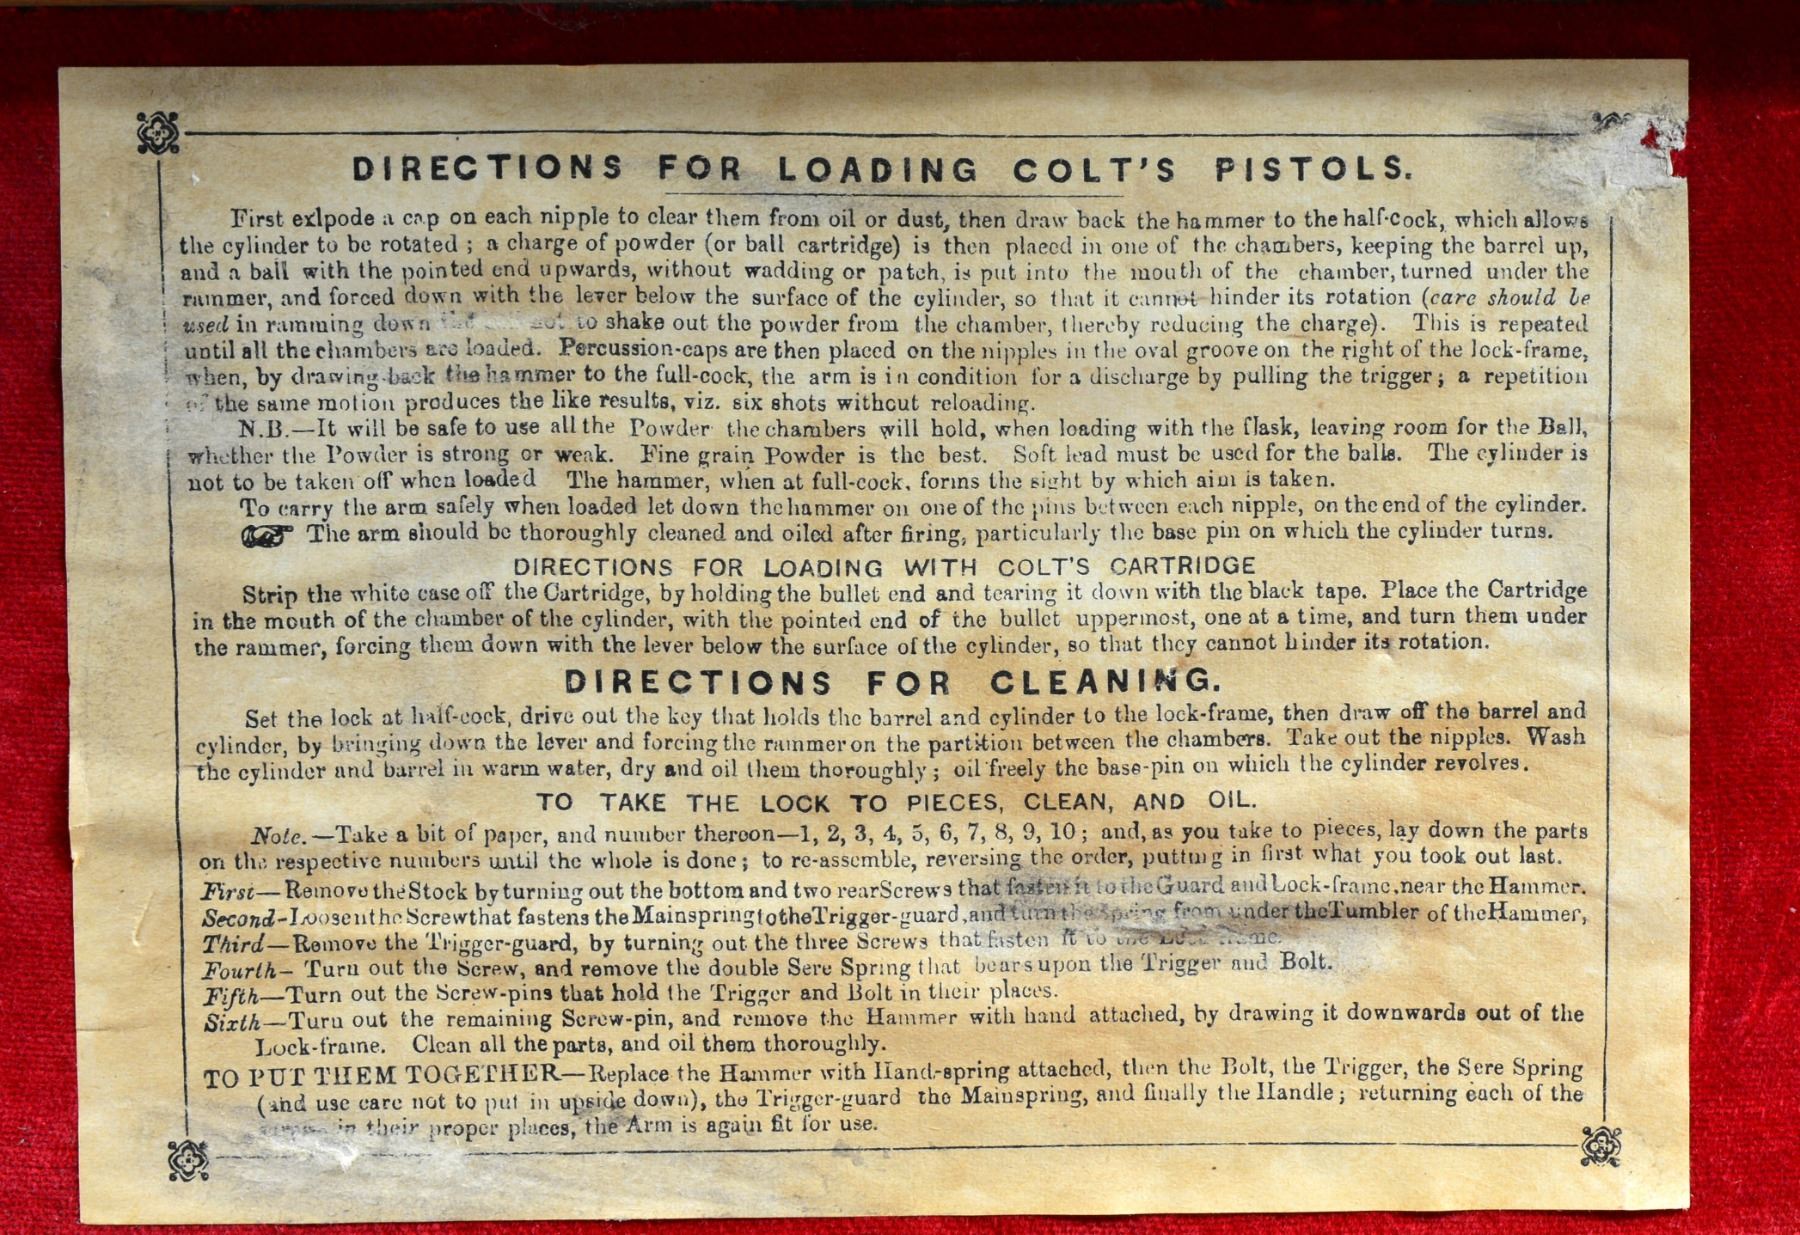 DIRECTIONS FOR LOADING COLT'S PISTOLS.
First exlpode a cap on each nipple to clear them from oil or dust, then draw back the hammer to the half-cock, which allows
the cylinder to be rotated ; a charge of powder (or ball cartridge) is then placed in one of the chambers, keeping the barrel up,
and a ball with the pointed end upwards, without wadding or patch, is put into the mouth of the chamber, turned under the
rammer, and forced down with the lever below the surface of the cylinder, so that it cannot hinder its rotation (care should be
used in ramming down not to shake out the powder from the chamber, thereby reducing the charge). This is repeated
until all the chambers are loaded. Percussion-caps are then placed on the nipples in the oval groove on the right of the lock-frame,
when, by drawing back the hammer to the full-cock, the arm is in condition for a discharge by pulling the trigger ; a repetition
of the same motion produces the like results, viz. six shots without reloading.
N.B.—It will be safe to use all the Powder the chambers will hold, when loading with the flask, leaving room for the Ball,
whether the Powder is strong or weak. Fine grain Powder is the best. Soft lead must be used for the balls. The cylinder is
not to be taken off when loaded The hammer, when at full-cock, forms the sight by which aim is taken.
To carry the arm safely when loaded let down the hammer on one of the pins between each nipple, on the end of the cylinder.
☞ The arm should be thoroughly cleaned and oiled after firing, particularly the base pin on which the cylinder turns.
DIRECTIONS FOR LOADING WITH COLT'S CARTRIDGE
Strip the white case off the Cartridge, by holding the bullet end and tearing it down with the black tape. Place the Cartridge
in the mouth of the chamber of the cylinder, with the pointed end of the bullet uppermost, one at a time, and turn them under
the rammer, forcing them down with the lever below the surface of the cylinder, so that they cannot hinder its rotation.
DIRECTIONS FOR CLEANING.
Set the lock at half-cock, drive out the key that holds the barrel and cylinder to the lock-frame, then draw off the barrel and
cylinder, by bringing down the lever and forcing the rammer on the partition between the chambers. Take out the nipples. Wash
the cylinder and barrel in warm water, dry and oil them thoroughly ; oil freely the base-pin on which the cylinder revolves.
TO TAKE THE LOCK TO PIECES, CLEAN, AND OIL.
Note.—Take a bit of paper, and number thereon—1, 2, 3, 4, 5, 6, 7, 8, 9, 10 ; and, as you take to pieces, lay down the parts
on the respective numbers until the whole is done ; to re-assemble, reversing the order, putting in first what you took out last.
First—Remove the Stock by turning out the bottom and two rear Screws that fasten it to the Guard and Lock-frame, near the Hammer.
Second-Loosen the Screw that fastens the Mainspring to the Trigger-guard, and turn the Spring from under the Tumbler of the Hammer,
Third—Remove the Trigger-guard, by turning out the three Screws that fasten it to the Lock frame.
Fourth- Turn out the Screw, and remove the double Sere Spring that bears upon the Trigger and Bolt.
Fifth—Turn out the Screw-pins that hold the Trigger and Bolt in their places.
Sixth—Turn out the remaining Screw-pin, and remove the Hammer with hand attached, by drawing it downwards out of the
Lock-frame. Clean all the parts, and oil them thoroughly.
TO PUT THEM TOGETHER—Replace the Hammer with Hand-spring attached, then the Bolt, the Trigger, the Sere Spring
(and use care not to put in upside down), the Trigger-guard the Mainspring, and finally the Handle ; returning each of the
in their proper places, the Arm is again fit for use.